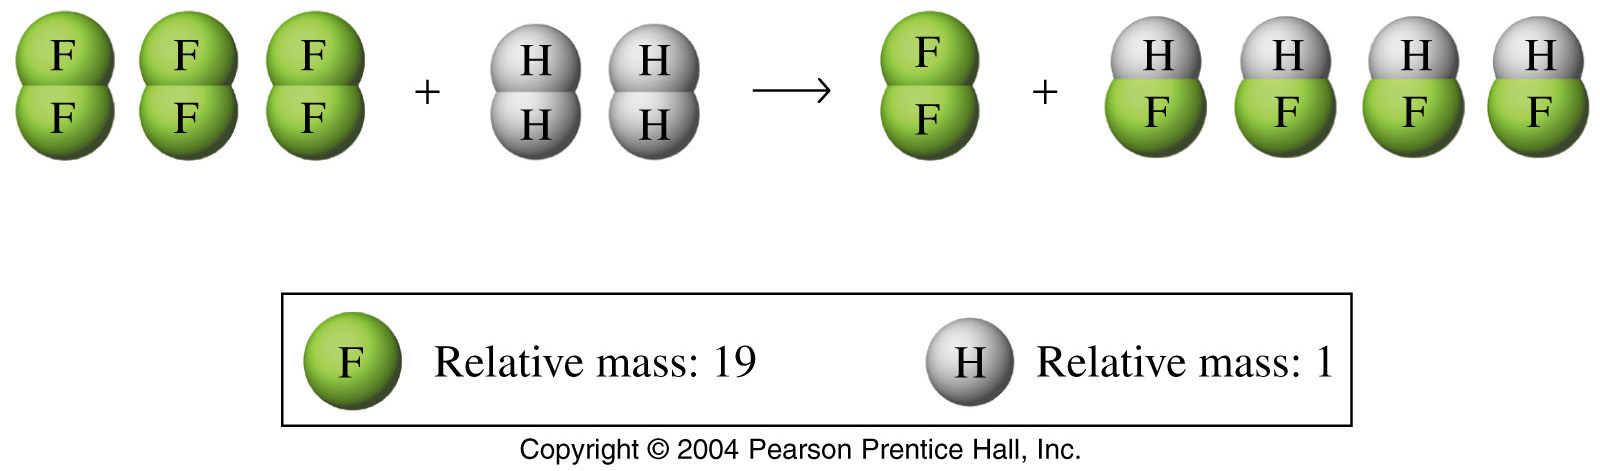 F F F H H F H H H H
F F F + H H → F + F F F F
F Relative mass: 19 H Relative mass: 1
Copyright © 2004 Pearson Prentice Hall, Inc.